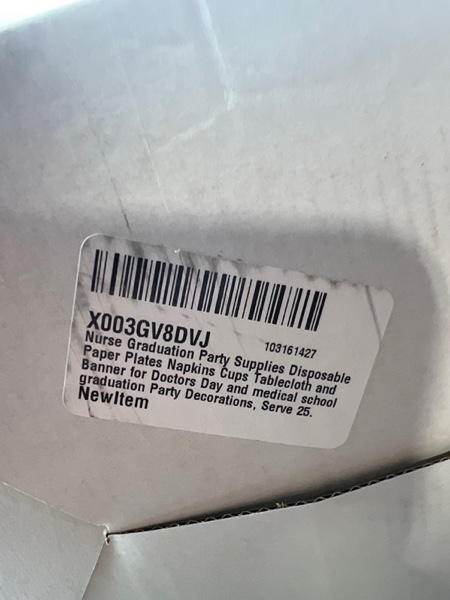 X003GV8DVJ 103161427
Nurse Graduation Party Supplies Disposable
Paper Plates Napkins Cups Tablecloth and
Banner for Doctors Day and medical school
graduation Party Decorations, Serve 25.
NewItem